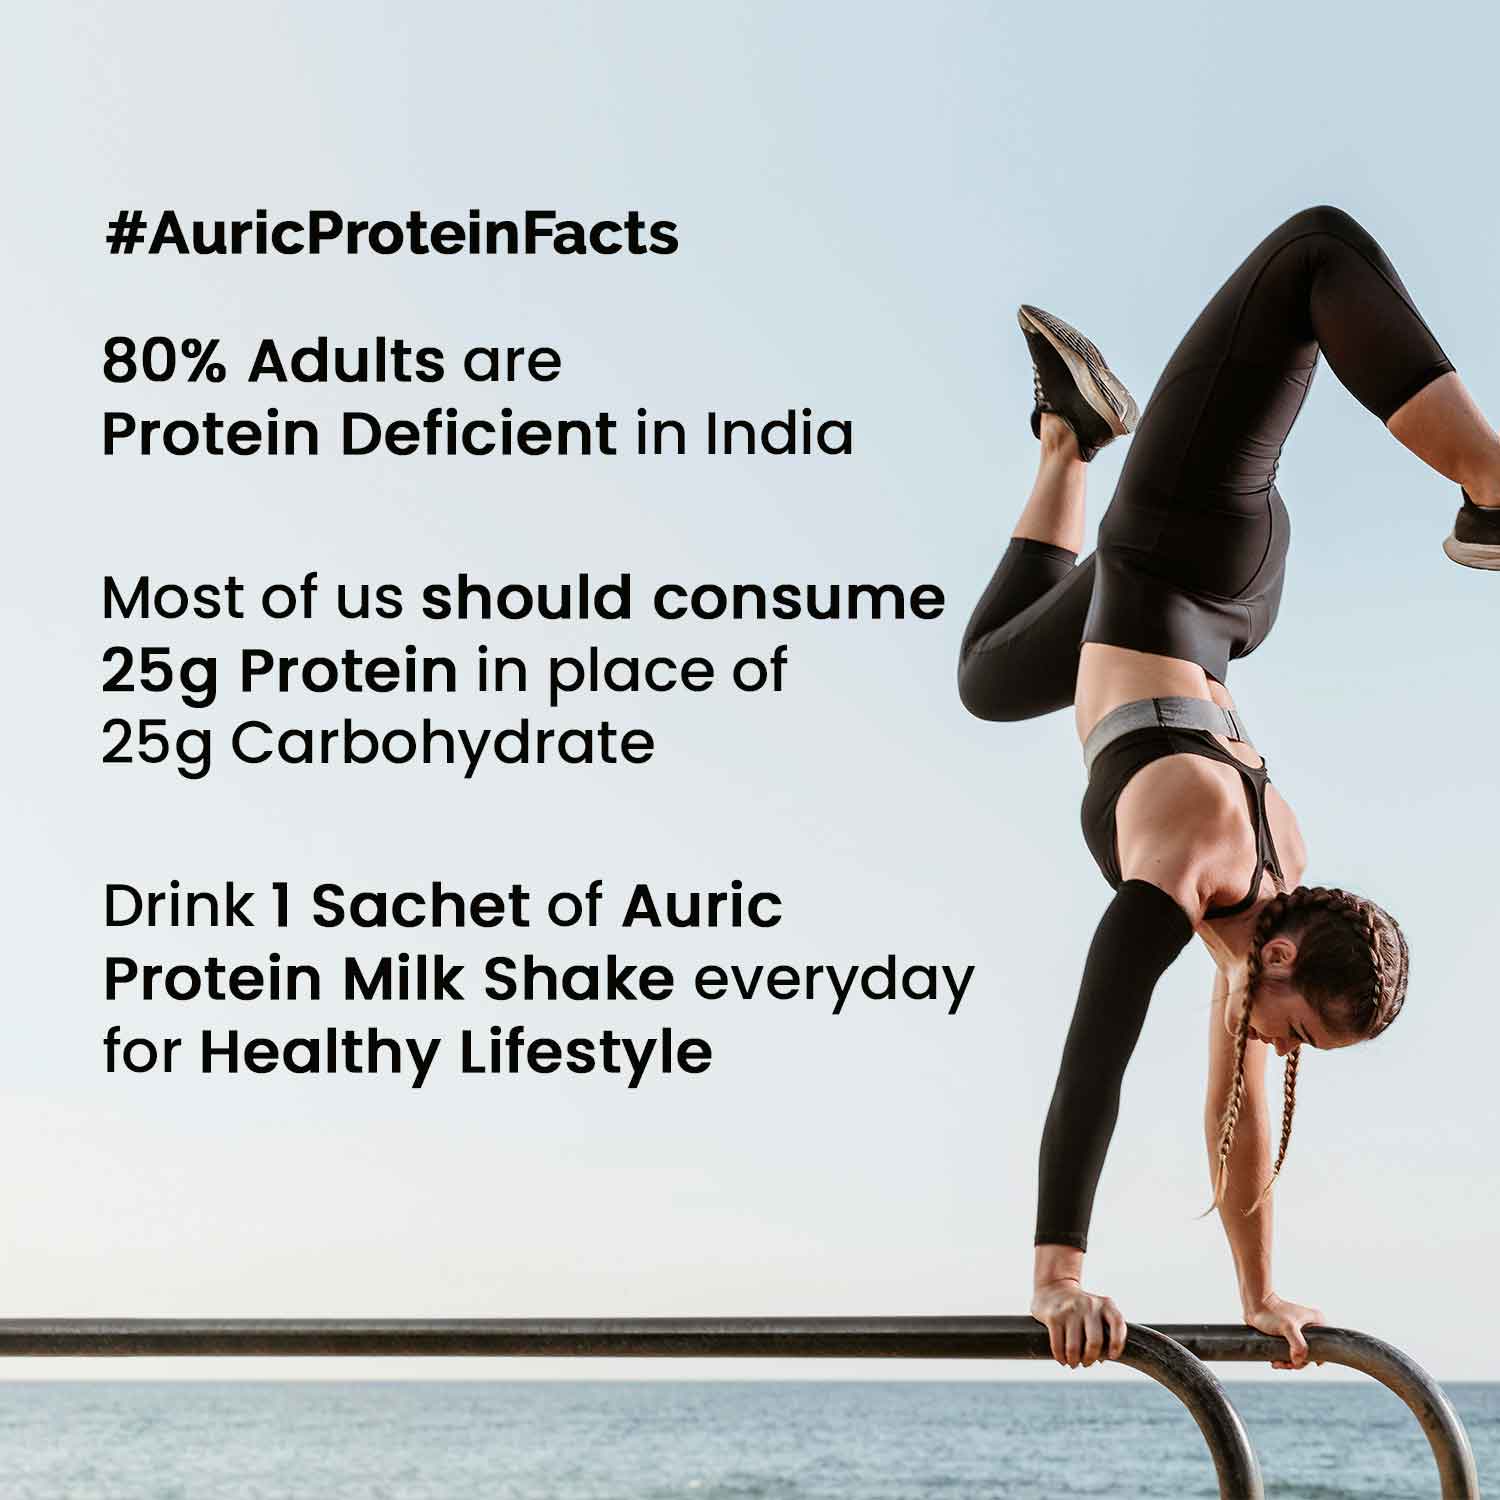 #AuricProteinFacts
80% Adults are
Protein Deficient in India
Most of us should consume
25g Protein in place of
25g Carbohydrate
Drink 1 Sachet of Auric
Protein Milk Shake everyday
for Healthy Lifestyle